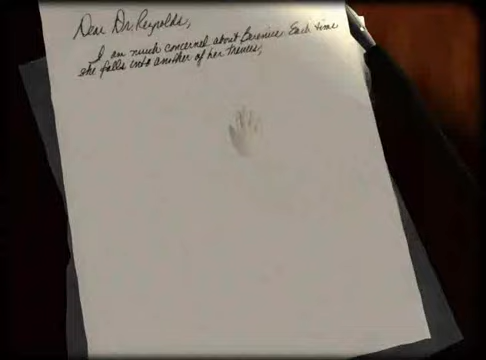 Dear Dr. Reynolds,
I am much concerned about Berenice. Each time
she falls into another of her trances,